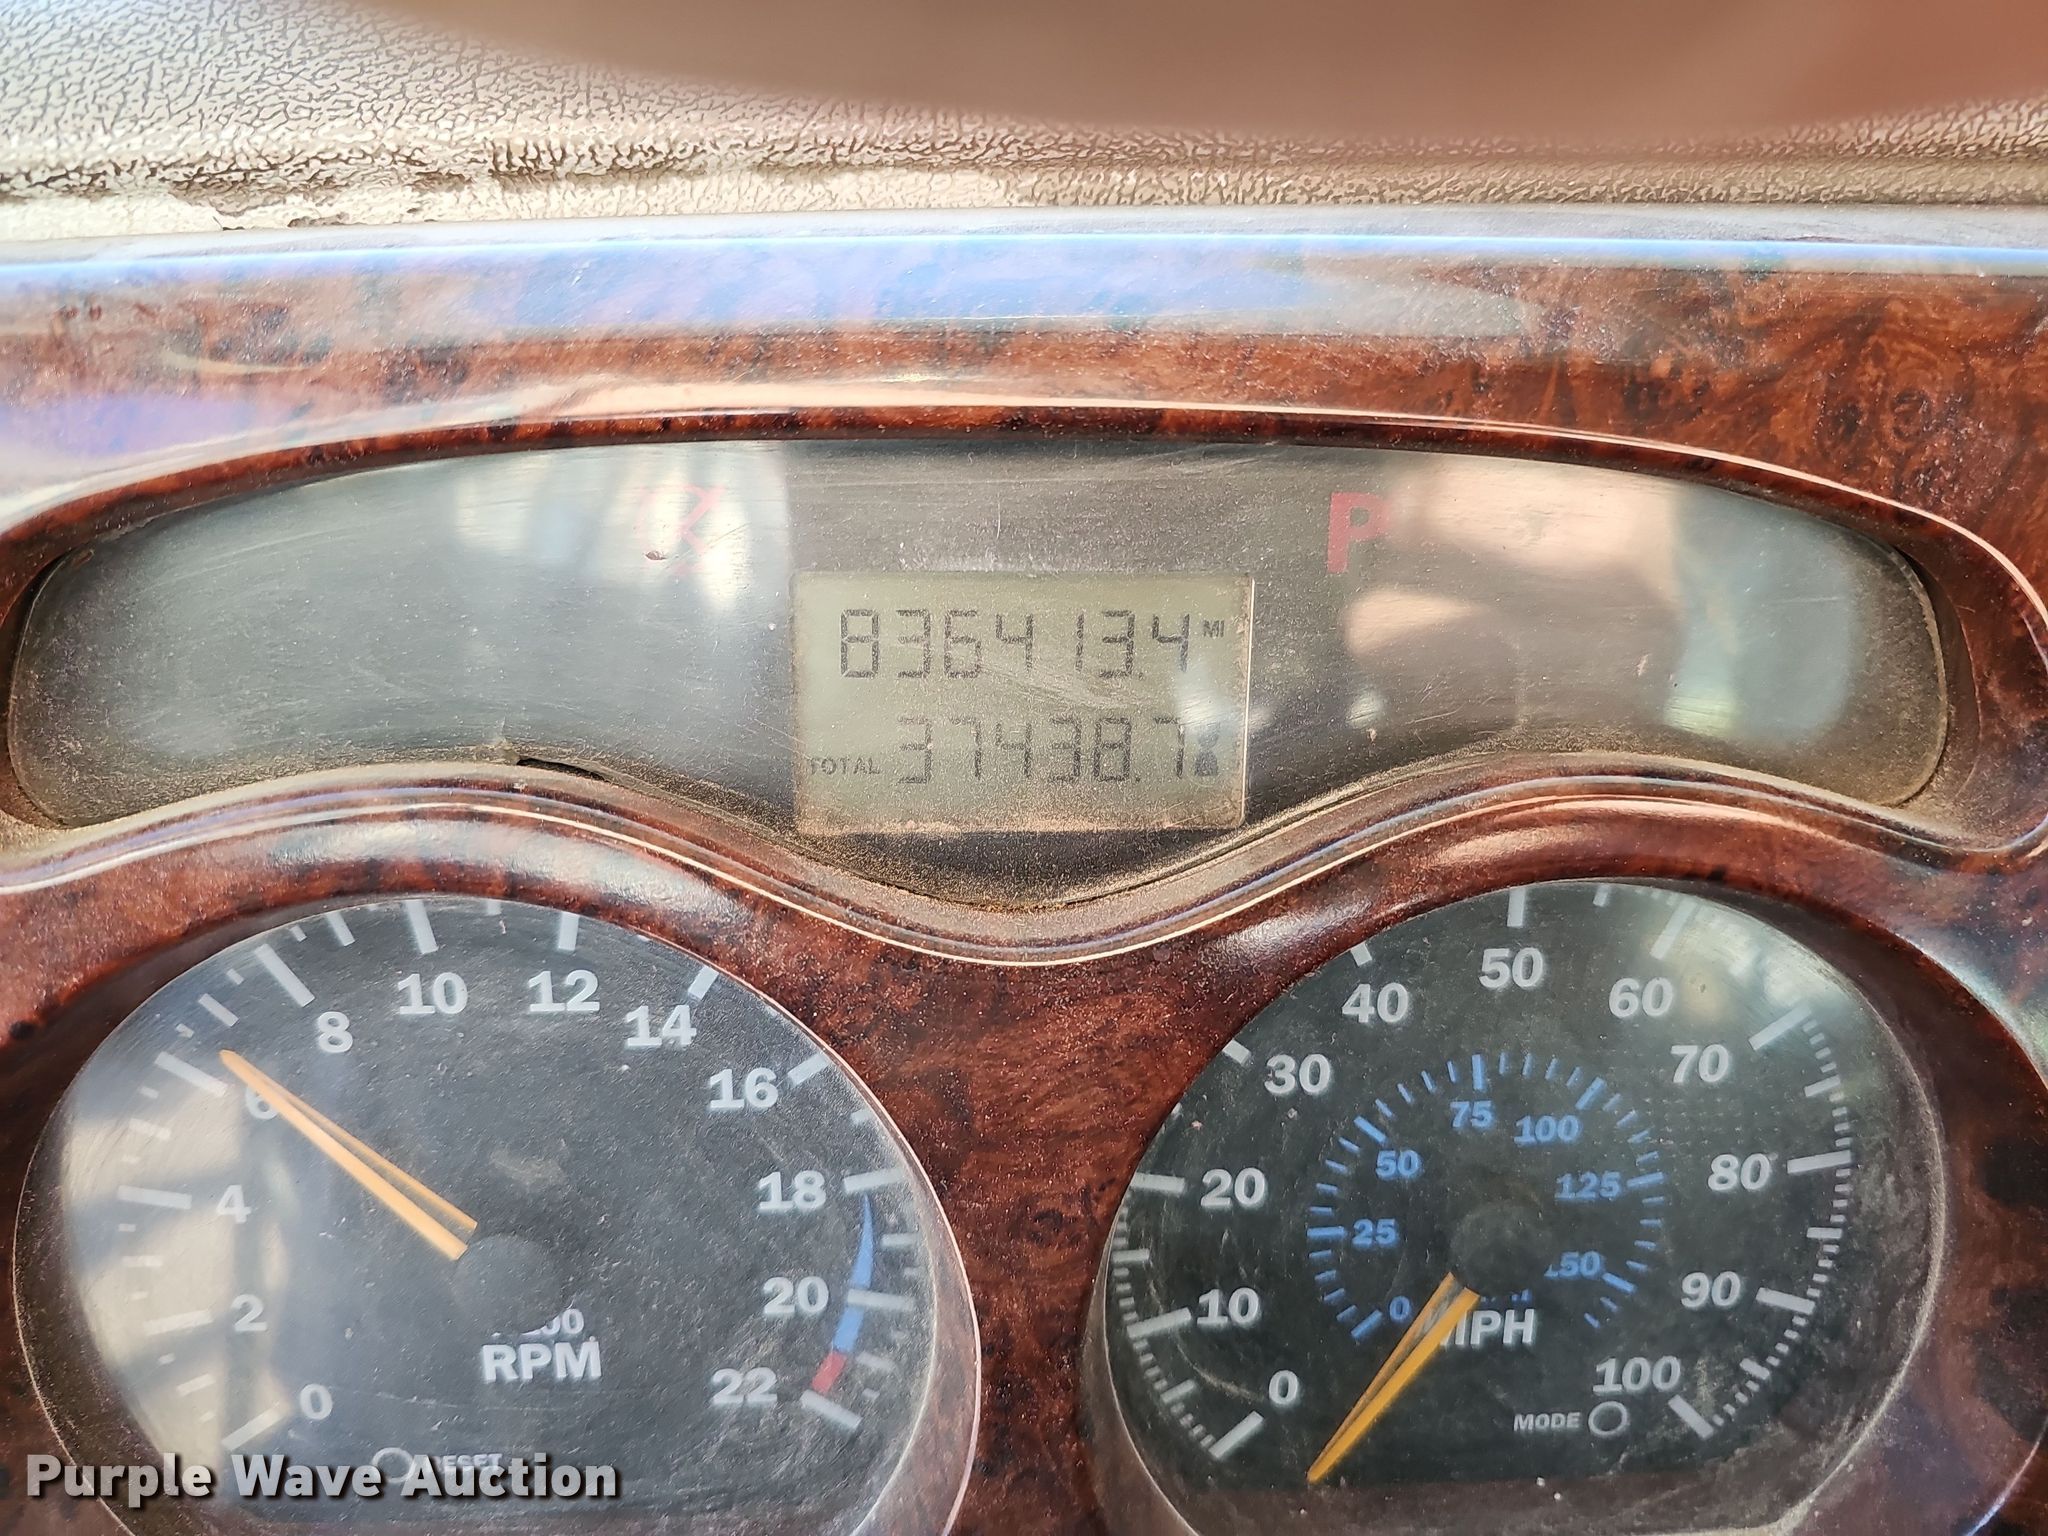 P
836413.4 MI
TOTAL 37438.7
0 2 4 6 8 10 12 14 16 18 20 22
RPM
RESET
0 10 20 30 40 50 60 70 80 90 100
0 25 50 75 100 125 150
MPH
MODE
Purple Wave Auction